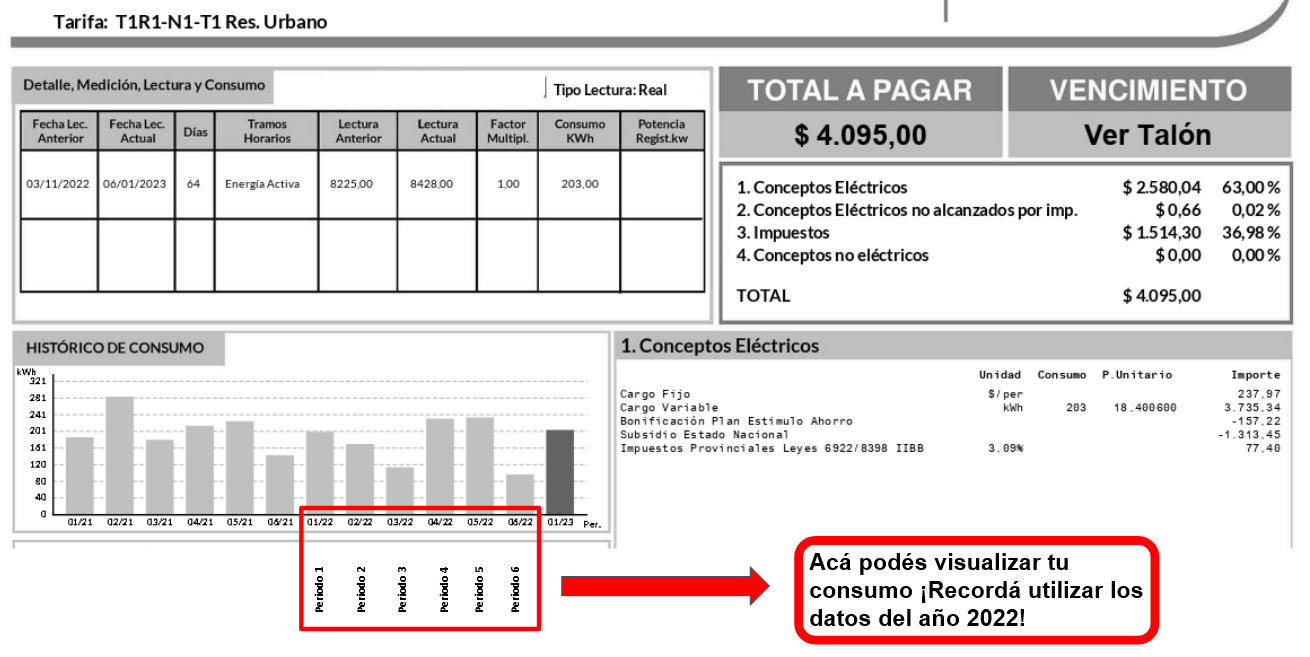 Tarifa: T1R1-N1-T1 Res. Urbano
Detalle, Medición, Lectura y Consumo
Tipo Lectura: Real
Fecha Lec. Anterior Fecha Lec. Actual Días Tramos Horarios Lectura Anterior Lectura Actual Factor Multipl. Consumo KWh Potencia Regist.kw
03/11/2022 06/01/2023 64 Energía Activa 8225,00 8428,00 1,00 203,00
TOTAL A PAGAR VENCIMIENTO
$ 4.095,00 Ver Talón
1. Conceptos Eléctricos $ 2.580,04 63,00 %
2. Conceptos Eléctricos no alcanzados por imp. $ 0,66 0,02 %
3. Impuestos $ 1.514,30 36,98 %
4. Conceptos no eléctricos $ 0,00 0,00 %
TOTAL $ 4.095,00
HISTÓRICO DE CONSUMO
kWh
321
281
241
201
161
120
80
40
0
01/21 02/21 03/21 04/21 05/21 06/21 01/22 02/22 03/22 04/22 05/22 06/22 01/23 Per.
Periodo 1 Periodo 2 Periodo 3 Periodo 4 Periodo 5 Periodo 6
1. Conceptos Eléctricos
Unidad Consumo P.Unitario Importe
Cargo Fijo $/per 237.97
Cargo Variable kWh 203 18.400600 3.735.34
Bonificación Plan Estimulo Ahorro -157.22
Subsidio Estado Nacional -1.313.45
Impuestos Provinciales Leyes 6922/8398 IIBB 3.09% 77.40
Acá podés visualizar tu
consumo ¡Recordá utilizar los
datos del año 2022!